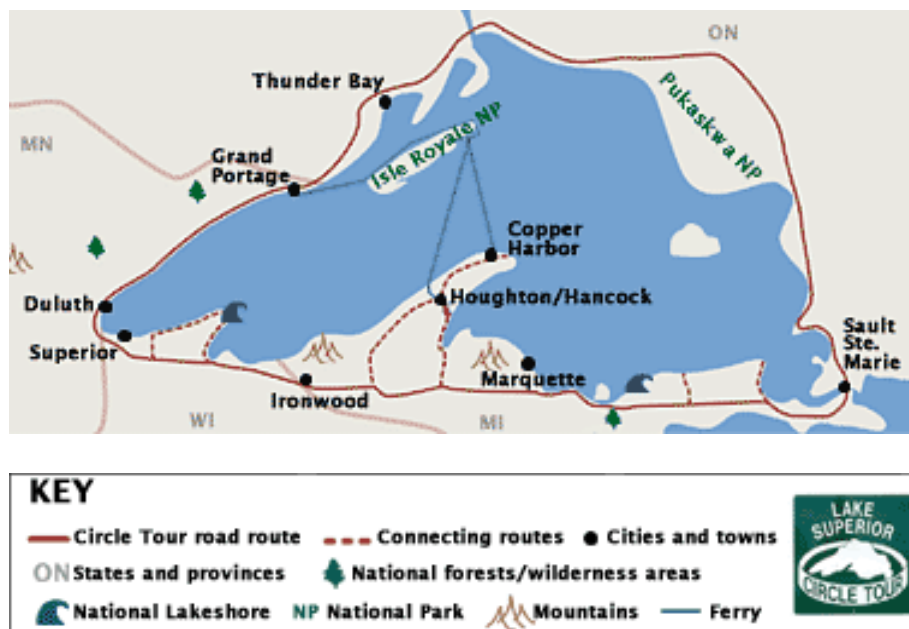 ON
Thunder Bay
Pukaskwa NP
MN
Isle Royale NP
Grand
Portage
Copper
Harbor
Duluth
Houghton/Hancock
Superior
Sault
Ste.
Marie
Marquette
Ironwood
WI
MI
KEY
Circle Tour road route
Connecting routes
Cities and towns
ON States and provinces
National forests/wilderness areas
National Lakeshore
NP National Park
Mountains
Ferry
LAKE
SUPERIOR
CIRCLE TOUR